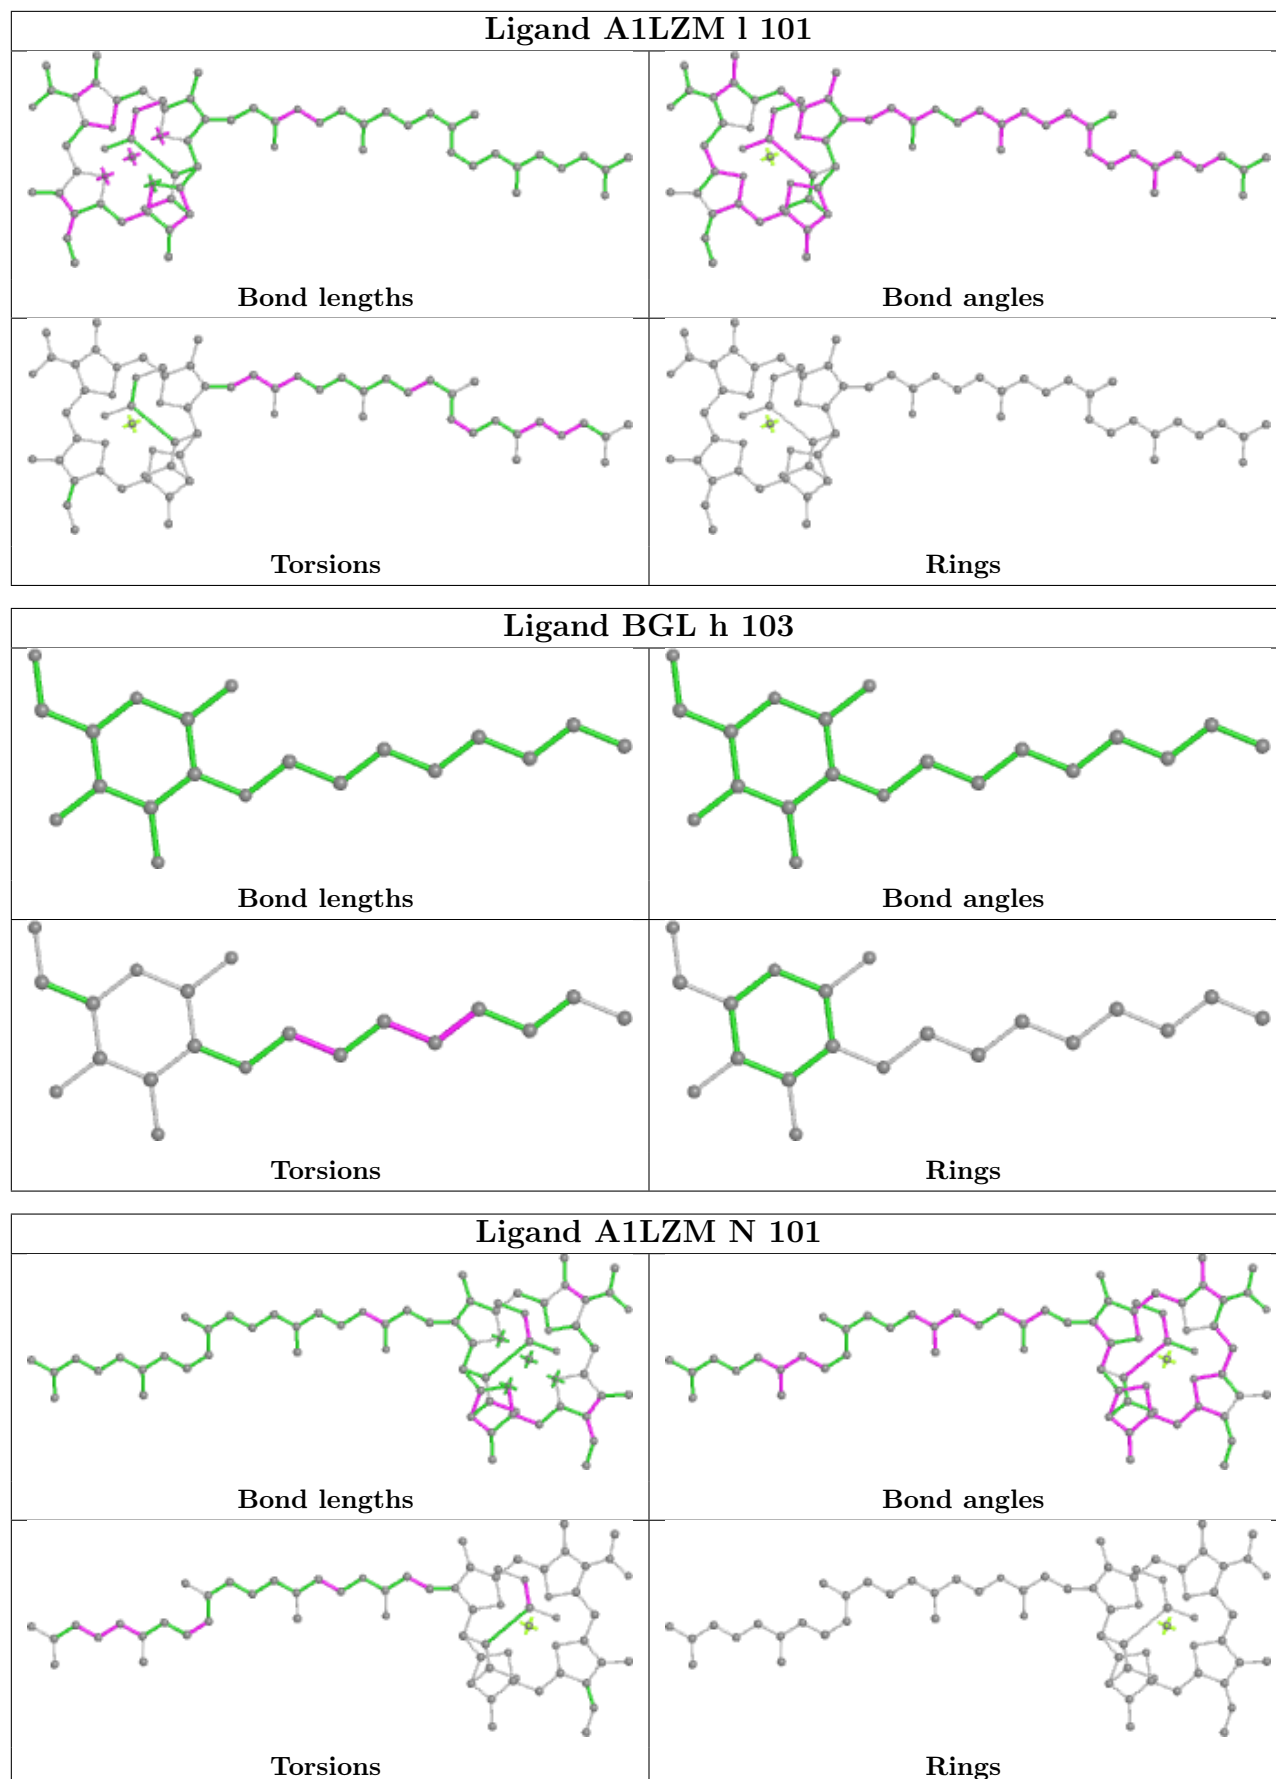 Ligand A1LZM l 101
Bond lengths
Bond angles
Torsions
Rings
Ligand BGL h 103
Bond lengths
Bond angles
Torsions
Rings
Ligand A1LZM N 101
Bond lengths
Bond angles
Torsions
Rings